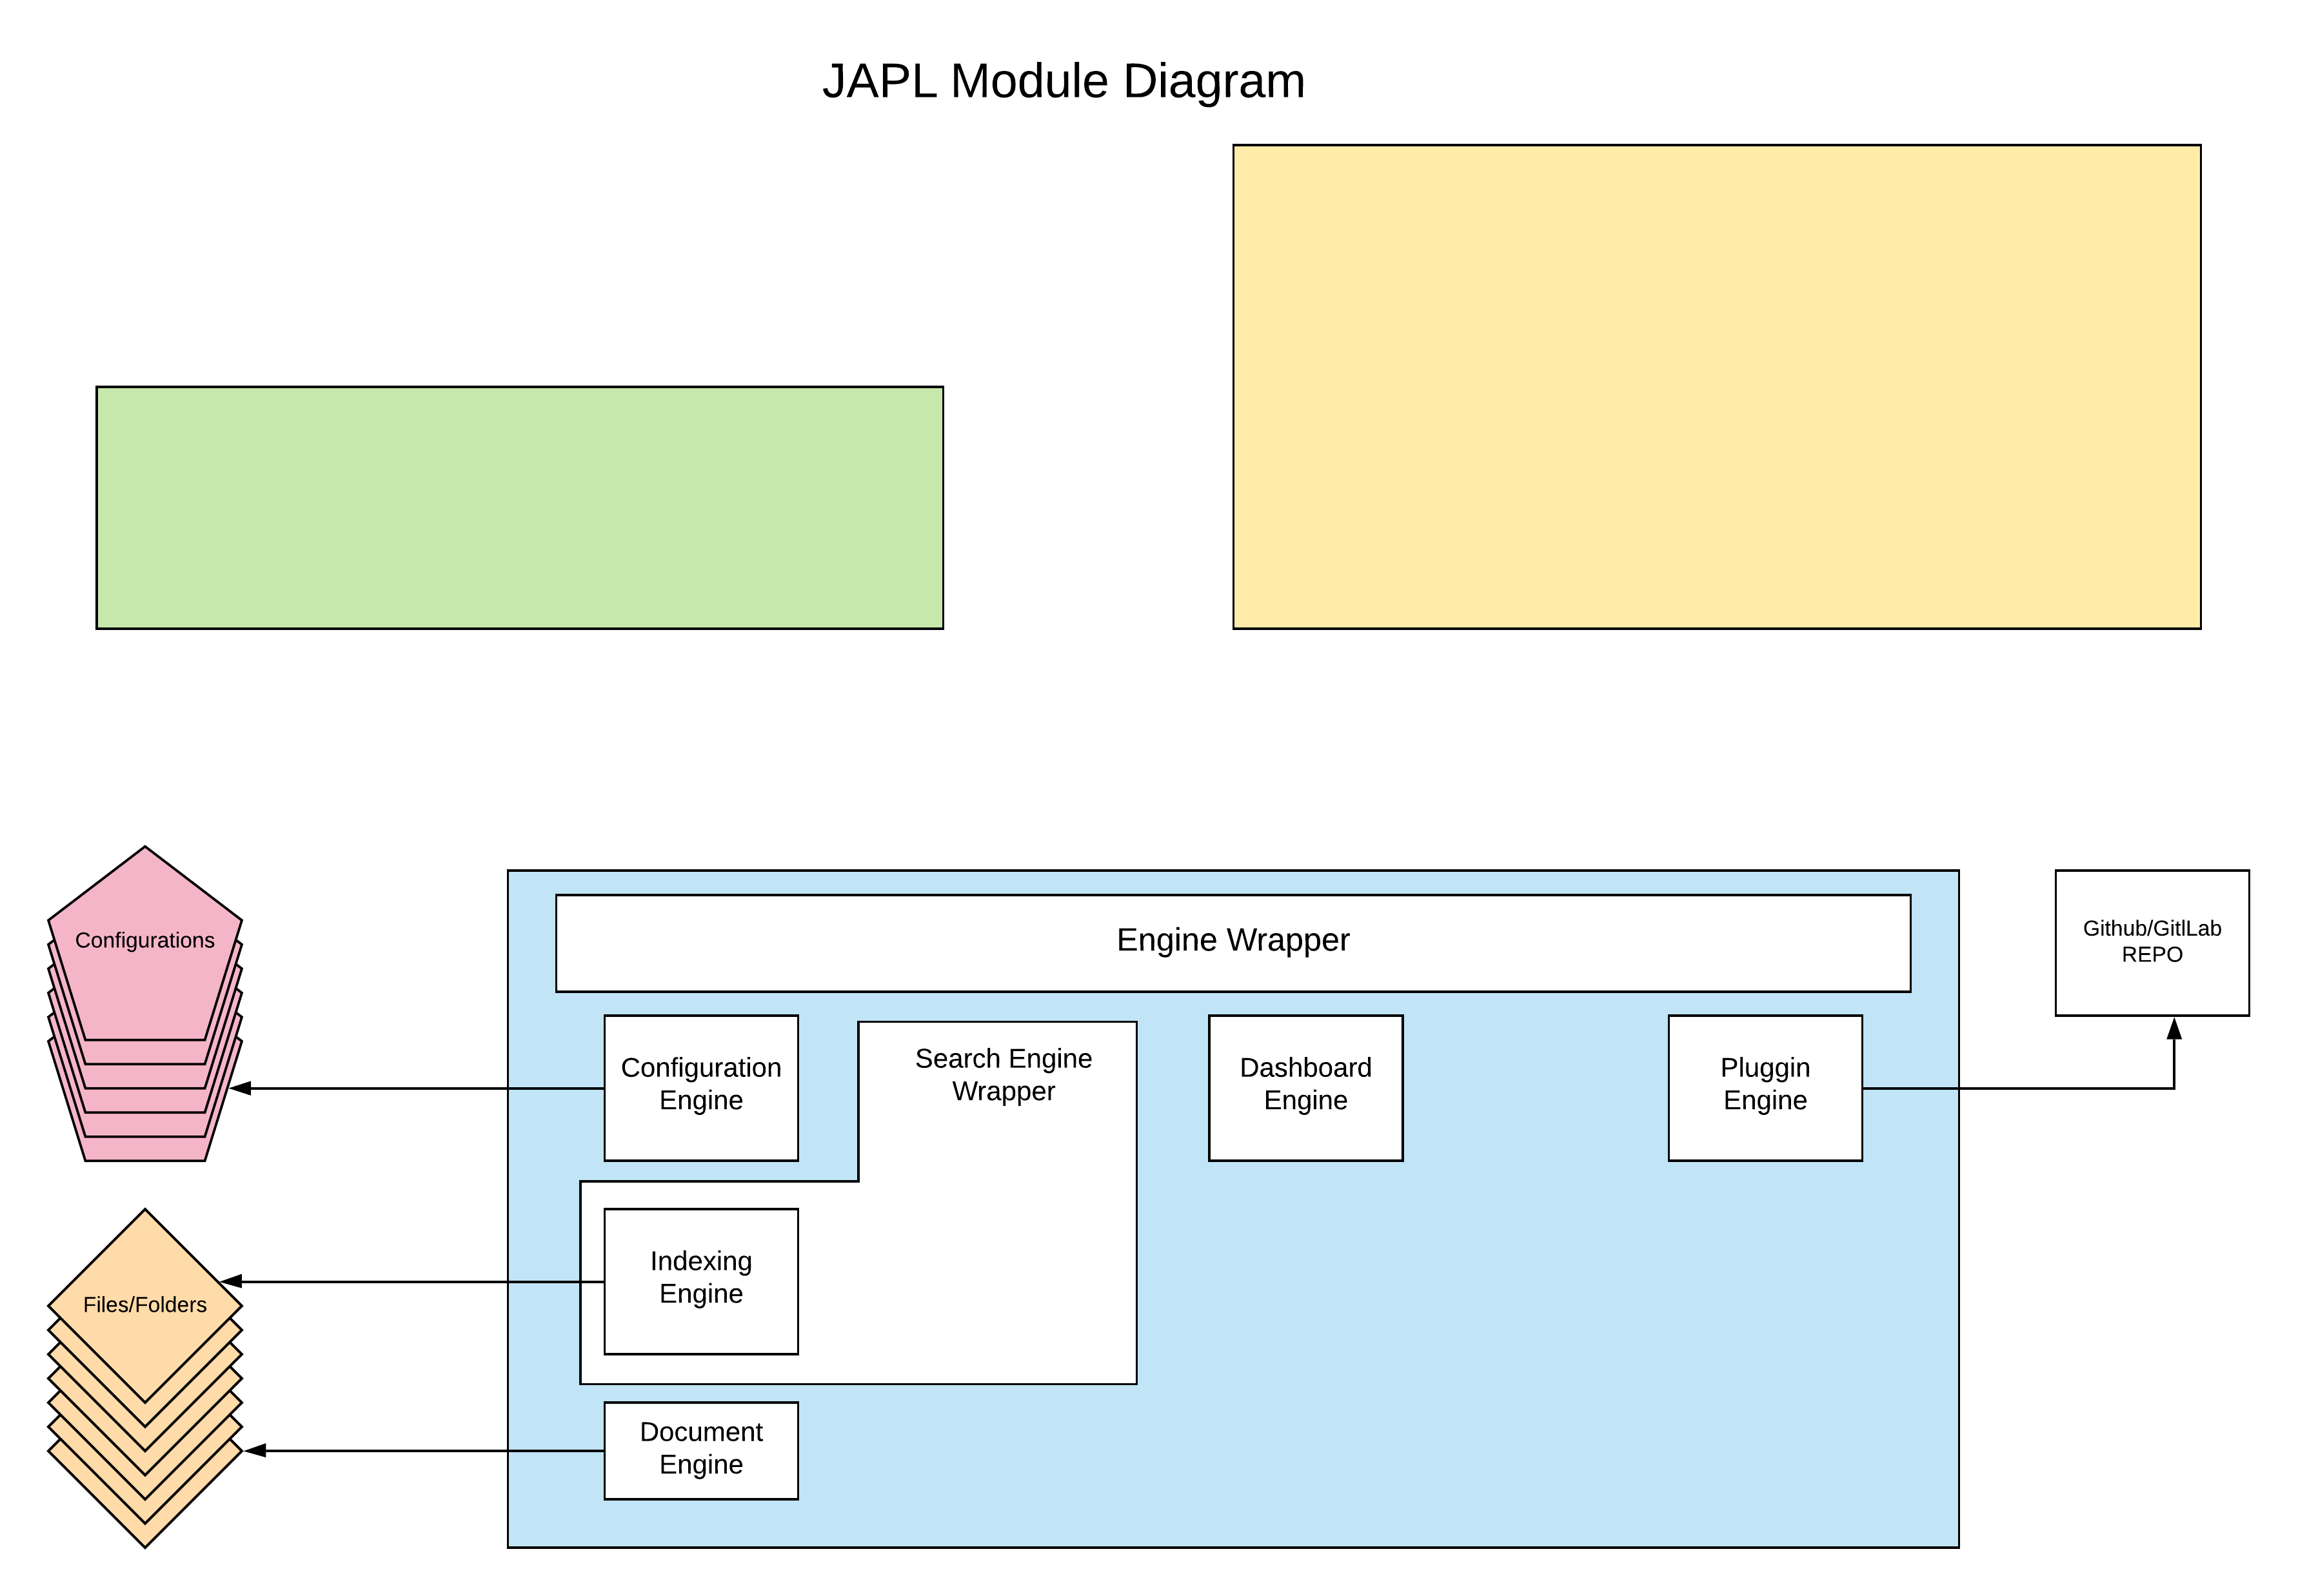 JAPL Module Diagram
Configurations
Engine Wrapper
Github/GitlLab
REPO
Configuration
Engine
Search Engine
Wrapper
Dashboard
Engine
Pluggin
Engine
Indexing
Engine
Files/Folders
Document
Engine